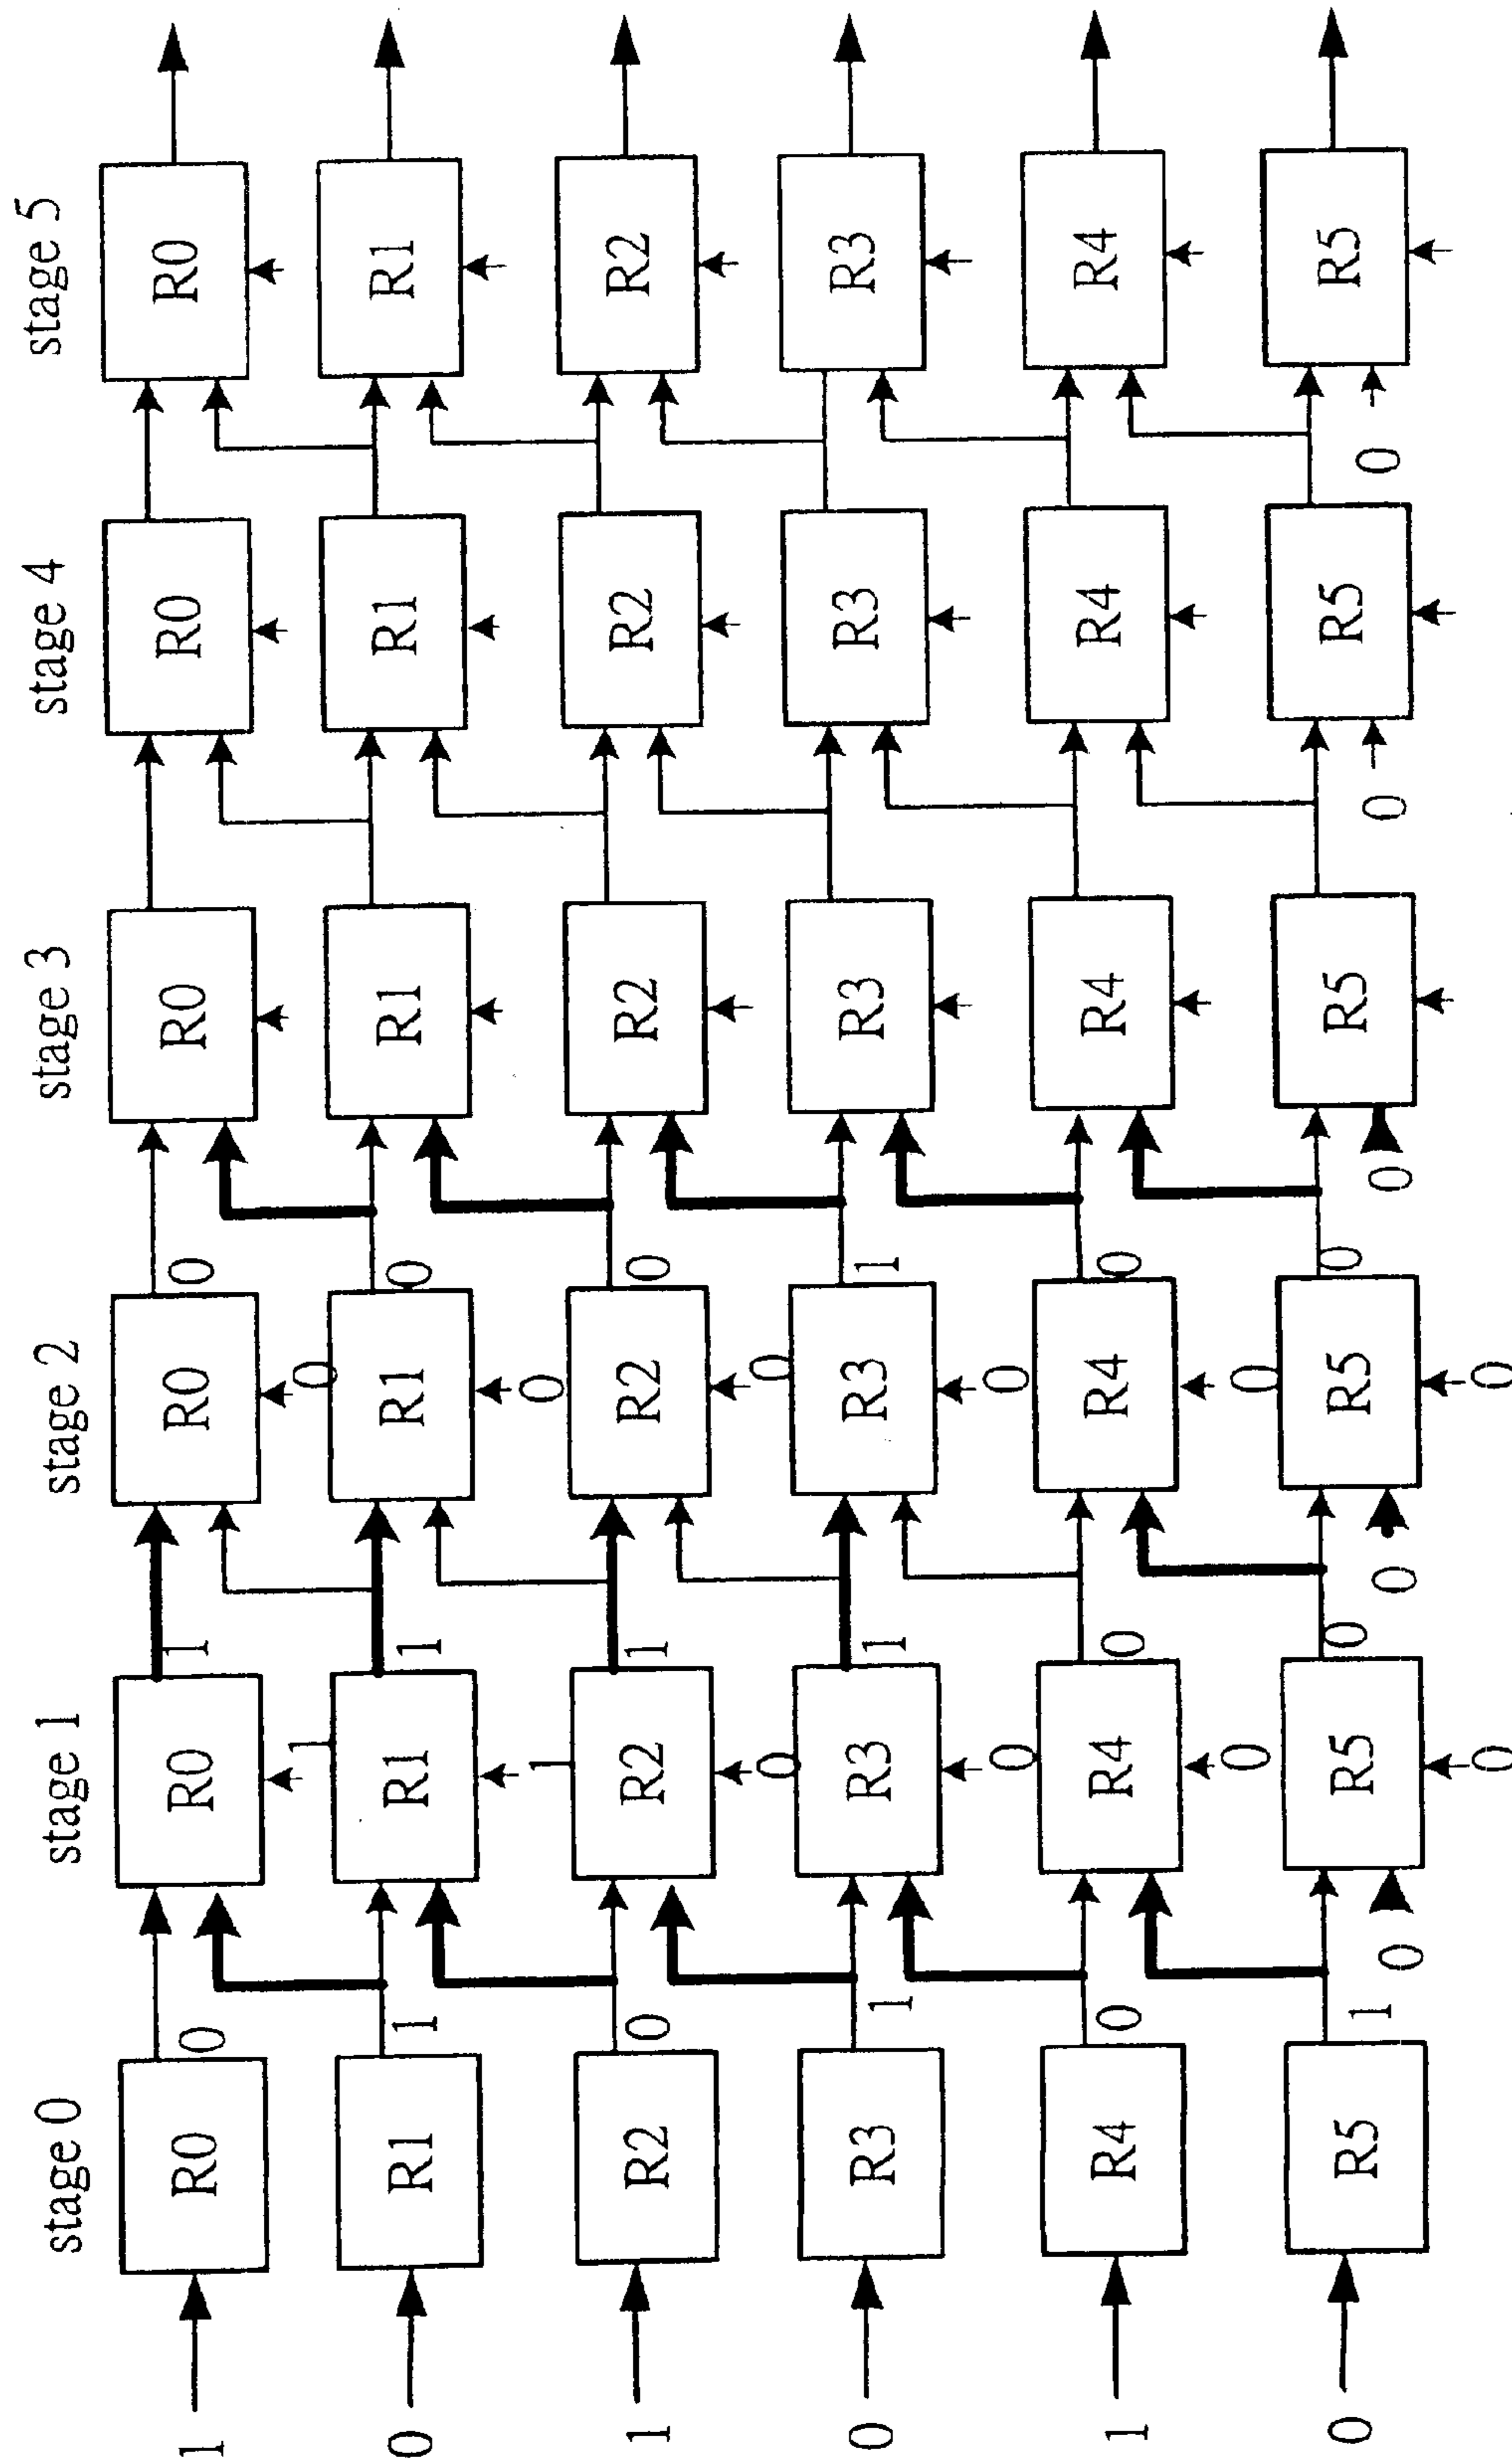 stage 0 stage 1 stage 2 stage 3 stage 4 stage 5
1 R0 0 R0 1 R0 0 R0 R0 R0
1 0
0 R1 1 R1 1 R1 0 R1 R1 R1
1 0
1 R2 0 R2 1 R2 0 R2 R2 R2
0 0
0 R3 1 R3 1 R3 1 R3 R3 R3
0 0
1 R4 0 R4 0 R4 0 R4 R4 R4
0 0
0 R5 1 R5 0 R5 0 R5 R5 R5
0 0 0 0 0
0 0